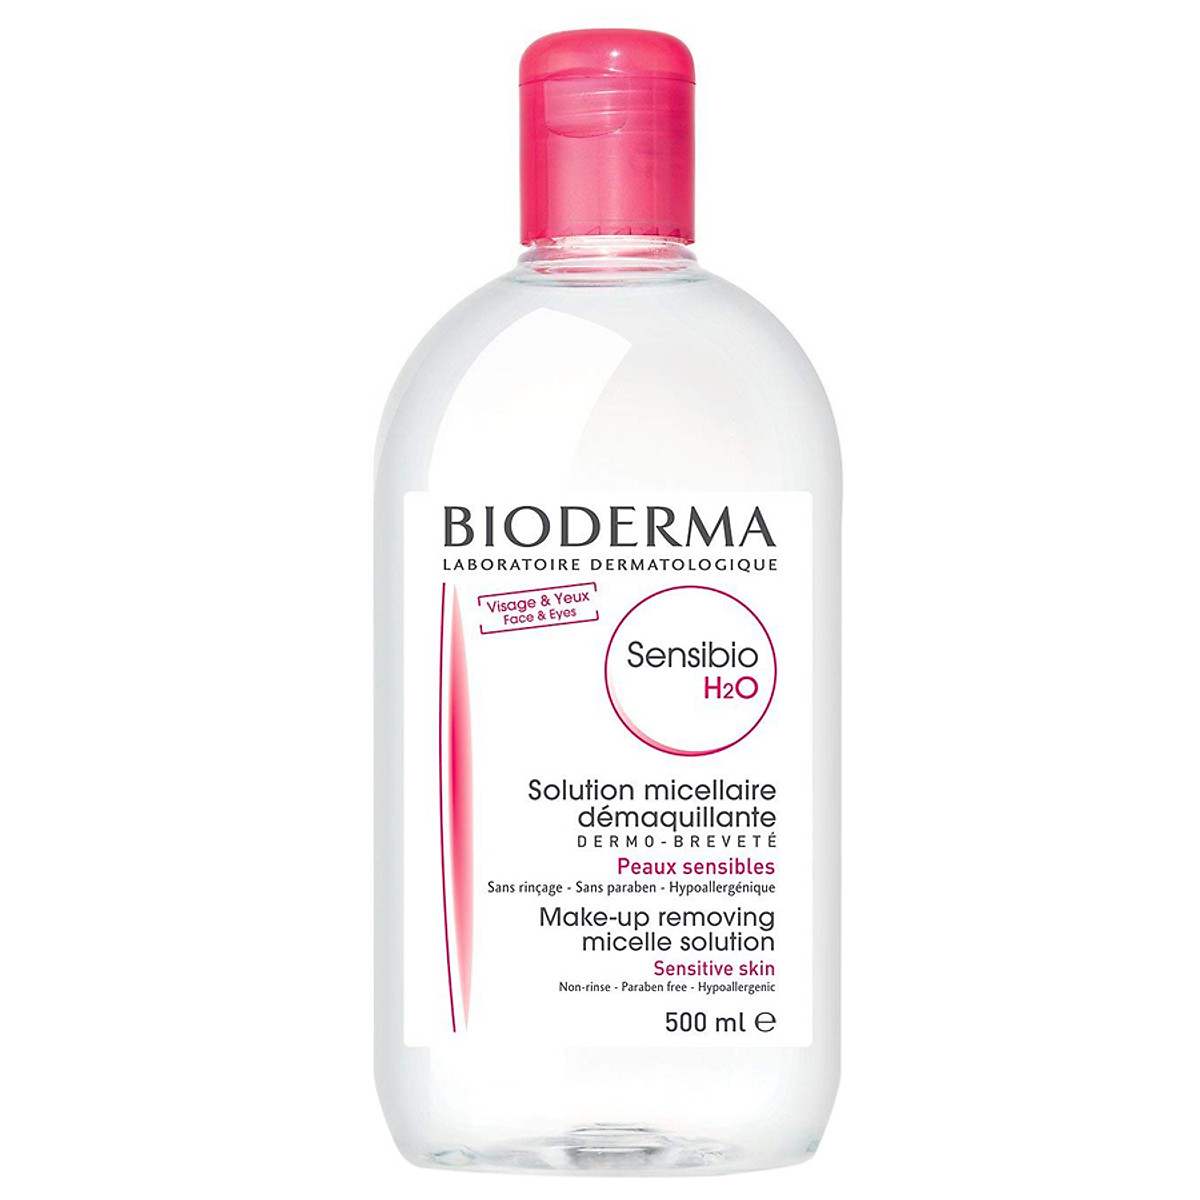 BIODERMA
LABORATOIRE DERMATOLOGIQUE
Visage & Yeux
Face & Eyes
Sensibio
H2O
Solution micellaire
démaquillante
DERMO-BREVETÉ
Peaux sensibles
Sans rinçage - Sans paraben - Hypoallergénique
Make-up removing
micelle solution
Sensitive skin
Non-rinse - Paraben free - Hypoallergenic
500 ml ℮